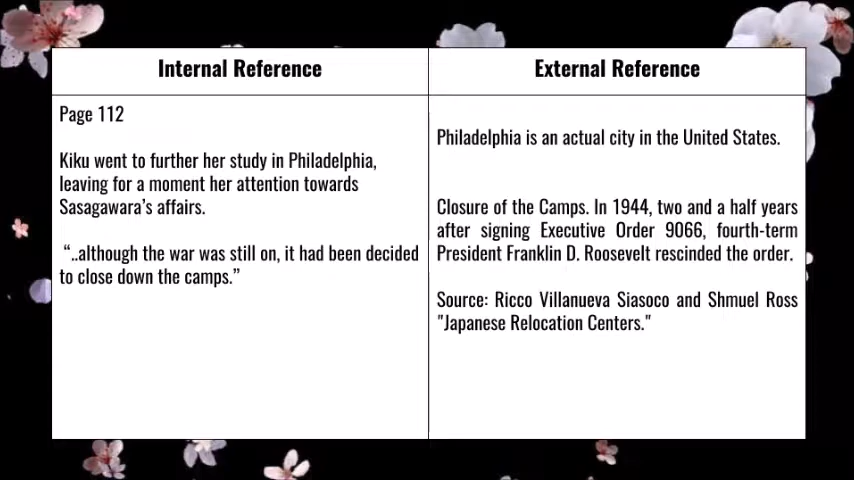 Internal Reference
External Reference
Page 112
Kiku went to further her study in Philadelphia,
leaving for a moment her attention towards
Sasagawara's affairs.
“..although the war was still on, it had been decided
to close down the camps.”
Philadelphia is an actual city in the United States.
Closure of the Camps. In 1944, two and a half years
after signing Executive Order 9066, fourth-term
President Franklin D. Roosevelt rescinded the order.
Source: Ricco Villanueva Siasoco and Shmuel Ross
"Japanese Relocation Centers."